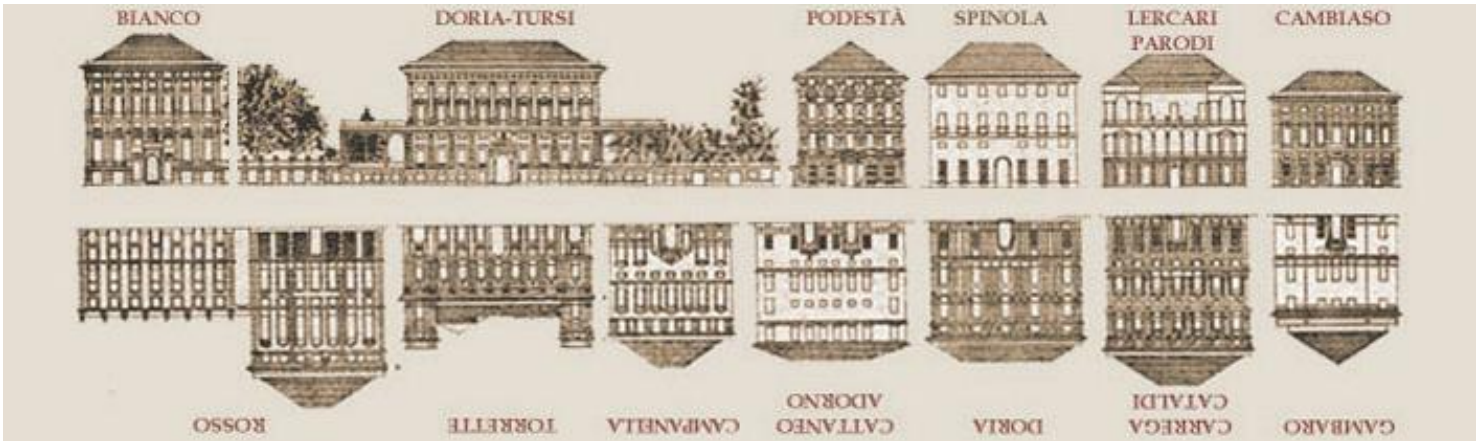 BIANCO
DORIA-TURSI
PODESTÀ
SPINOLA
LERCARI
PARODI
CAMBIASO
ROSSO
TORRETTE
CAMPANELLA
CATTANEO
ADORNO
DORIA
CARREGA
CATALDI
GAMBARO